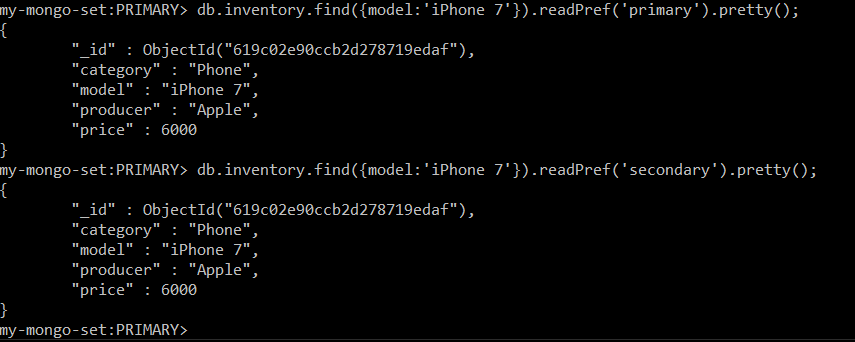 my-mongo-set:PRIMARY> db.inventory.find({model:'iPhone 7'}).readPref('primary').pretty();
{
        "_id" : ObjectId("619c02e90ccb2d278719edaf"),
        "category" : "Phone",
        "model" : "iPhone 7",
        "producer" : "Apple",
        "price" : 6000
}
my-mongo-set:PRIMARY> db.inventory.find({model:'iPhone 7'}).readPref('secondary').pretty();
{
        "_id" : ObjectId("619c02e90ccb2d278719edaf"),
        "category" : "Phone",
        "model" : "iPhone 7",
        "producer" : "Apple",
        "price" : 6000
}
my-mongo-set:PRIMARY>